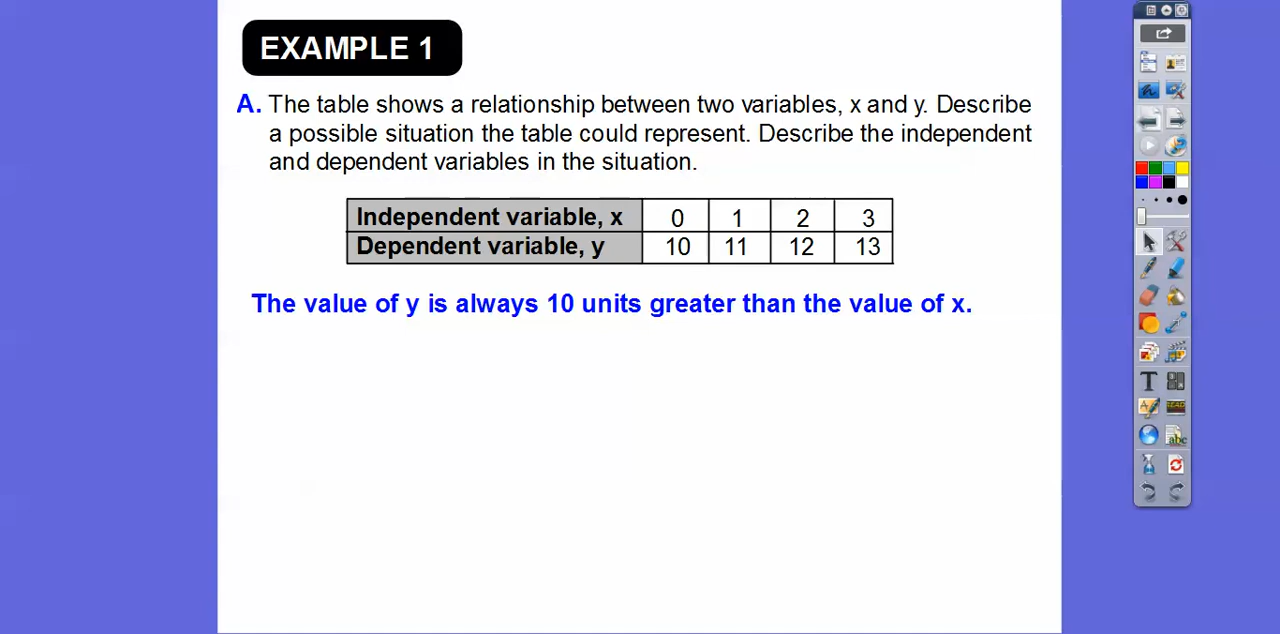 EXAMPLE 1
A. The table shows a relationship between two variables, x and y. Describe
a possible situation the table could represent. Describe the independent
and dependent variables in the situation.
Independent variable, x 0 1 2 3
Dependent variable, y 10 11 12 13
The value of y is always 10 units greater than the value of x.
T
abc